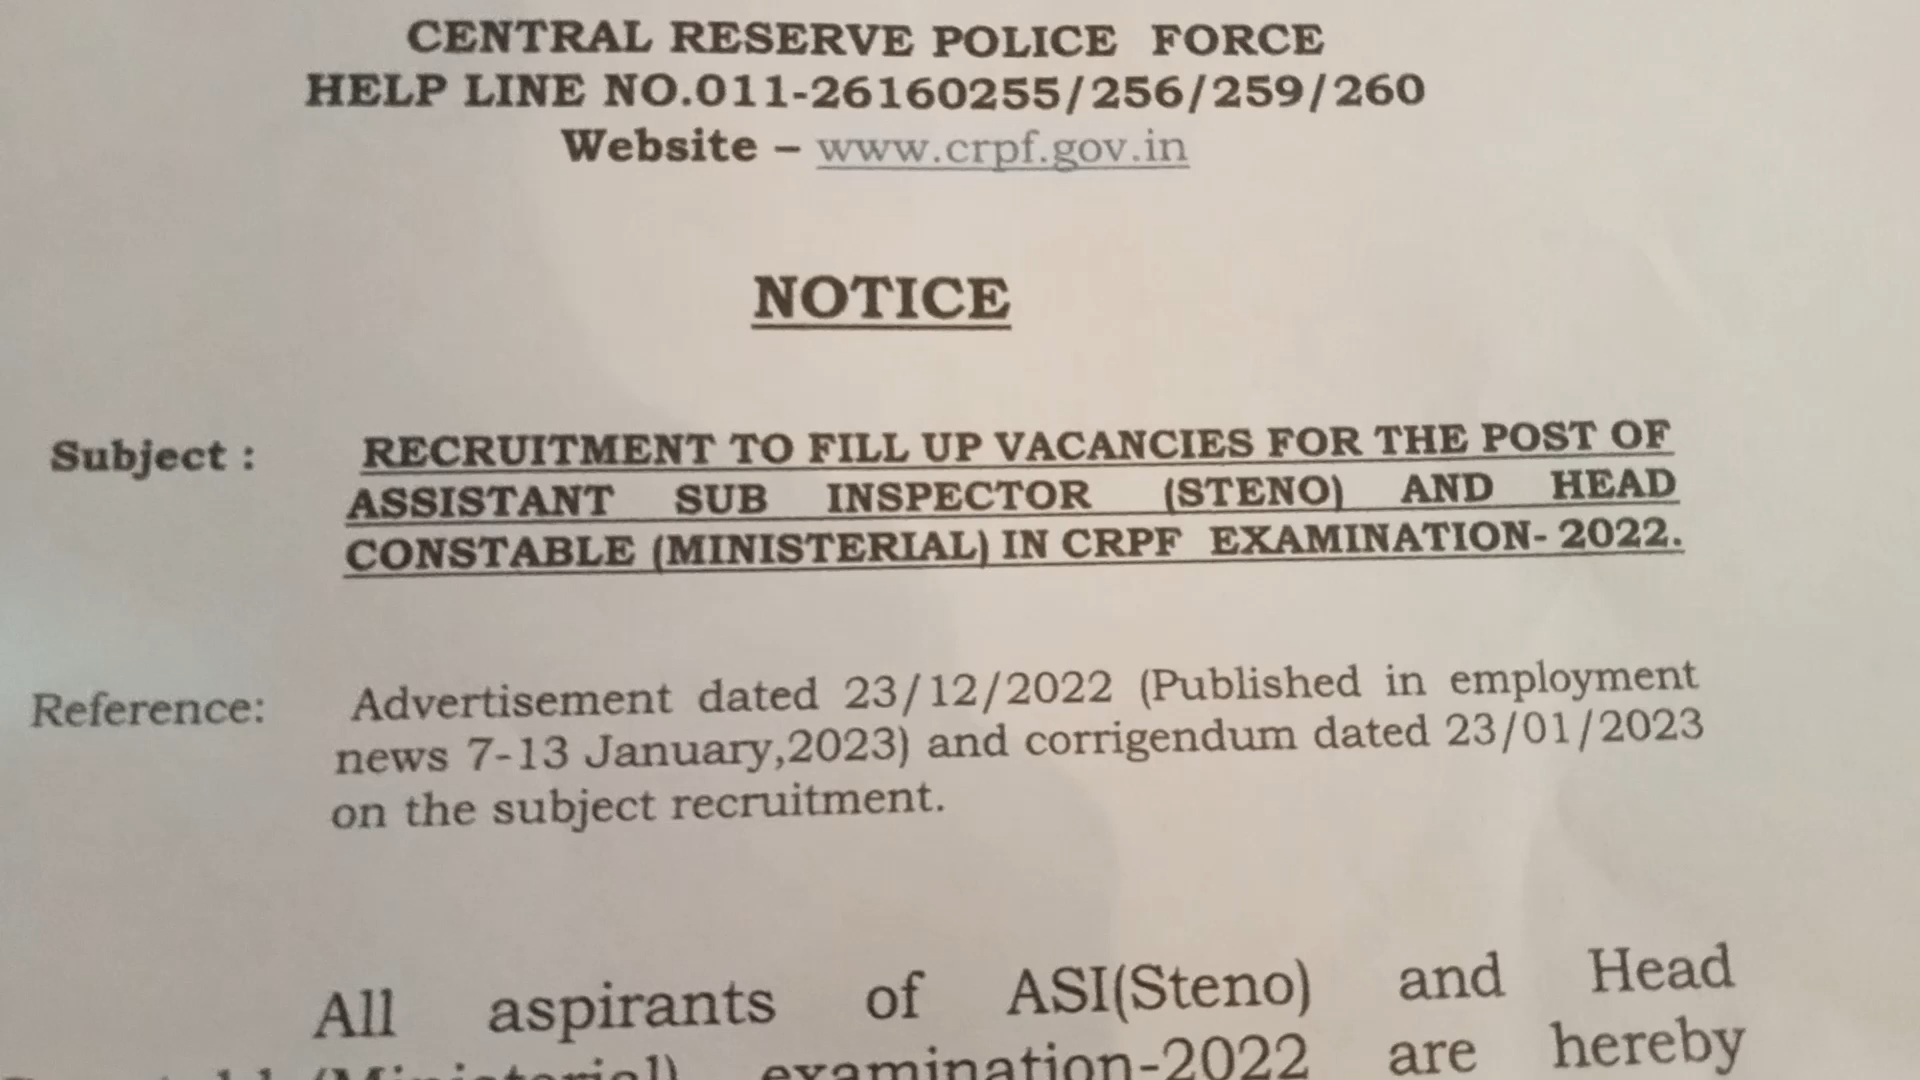 CENTRAL RESERVE POLICE FORCE
HELP LINE NO.011-26160255/256/259/260
Website – www.crpf.gov.in
NOTICE
Subject : RECRUITMENT TO FILL UP VACANCIES FOR THE POST OF
ASSISTANT SUB INSPECTOR (STENO) AND HEAD
CONSTABLE (MINISTERIAL) IN CRPF EXAMINATION- 2022.
Reference: Advertisement dated 23/12/2022 (Published in employment
news 7-13 January,2023) and corrigendum dated 23/01/2023
on the subject recruitment.
All aspirants of ASI(Steno) and Head
(Ministerial) examination-2022 are hereby